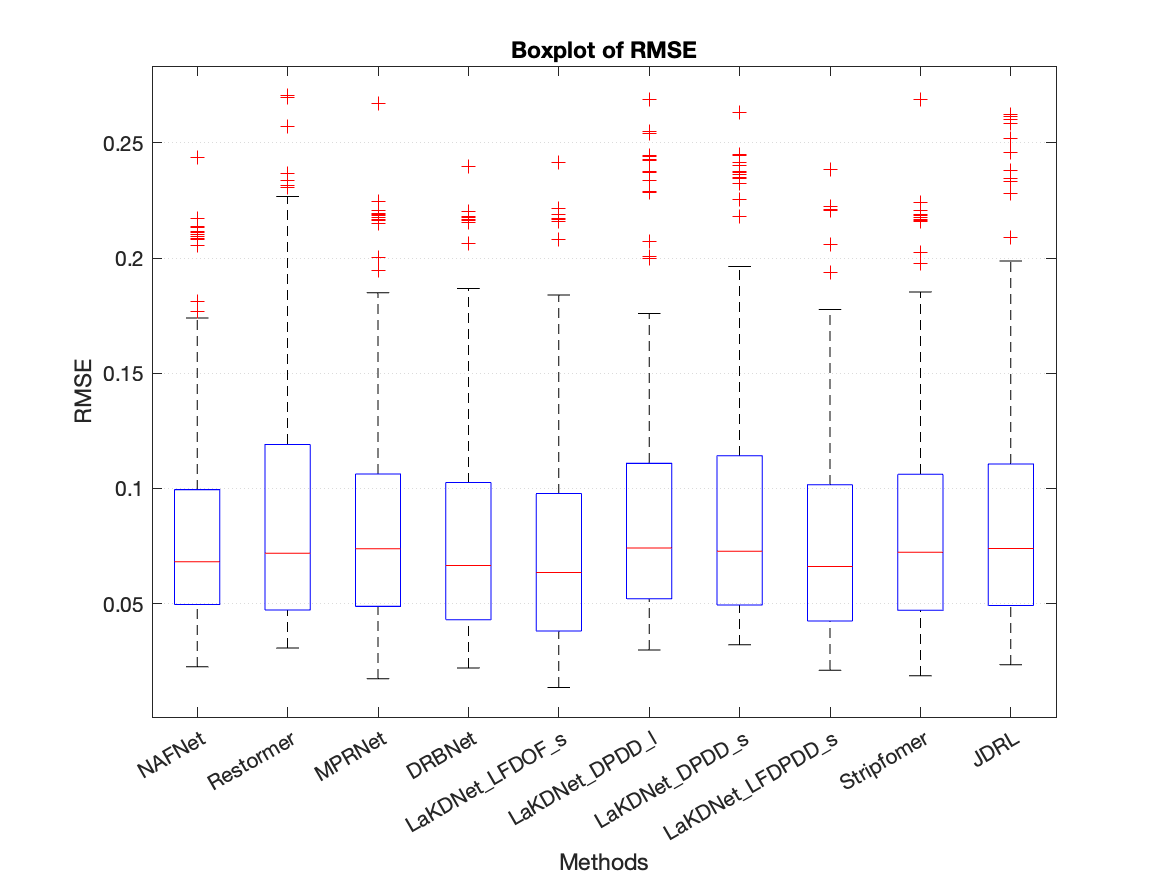 Boxplot of RMSE
0.25
0.2
0.15
0.1
0.05
RMSE
NAFNet
Restormer
MPRNet
DRBNet
LaKDNet_LFDOF_s
LaKDNet_DPDD_l
LaKDNet_DPDD_s
LaKDNet_LFDPDD_s
Stripfomer
JDRL
Methods